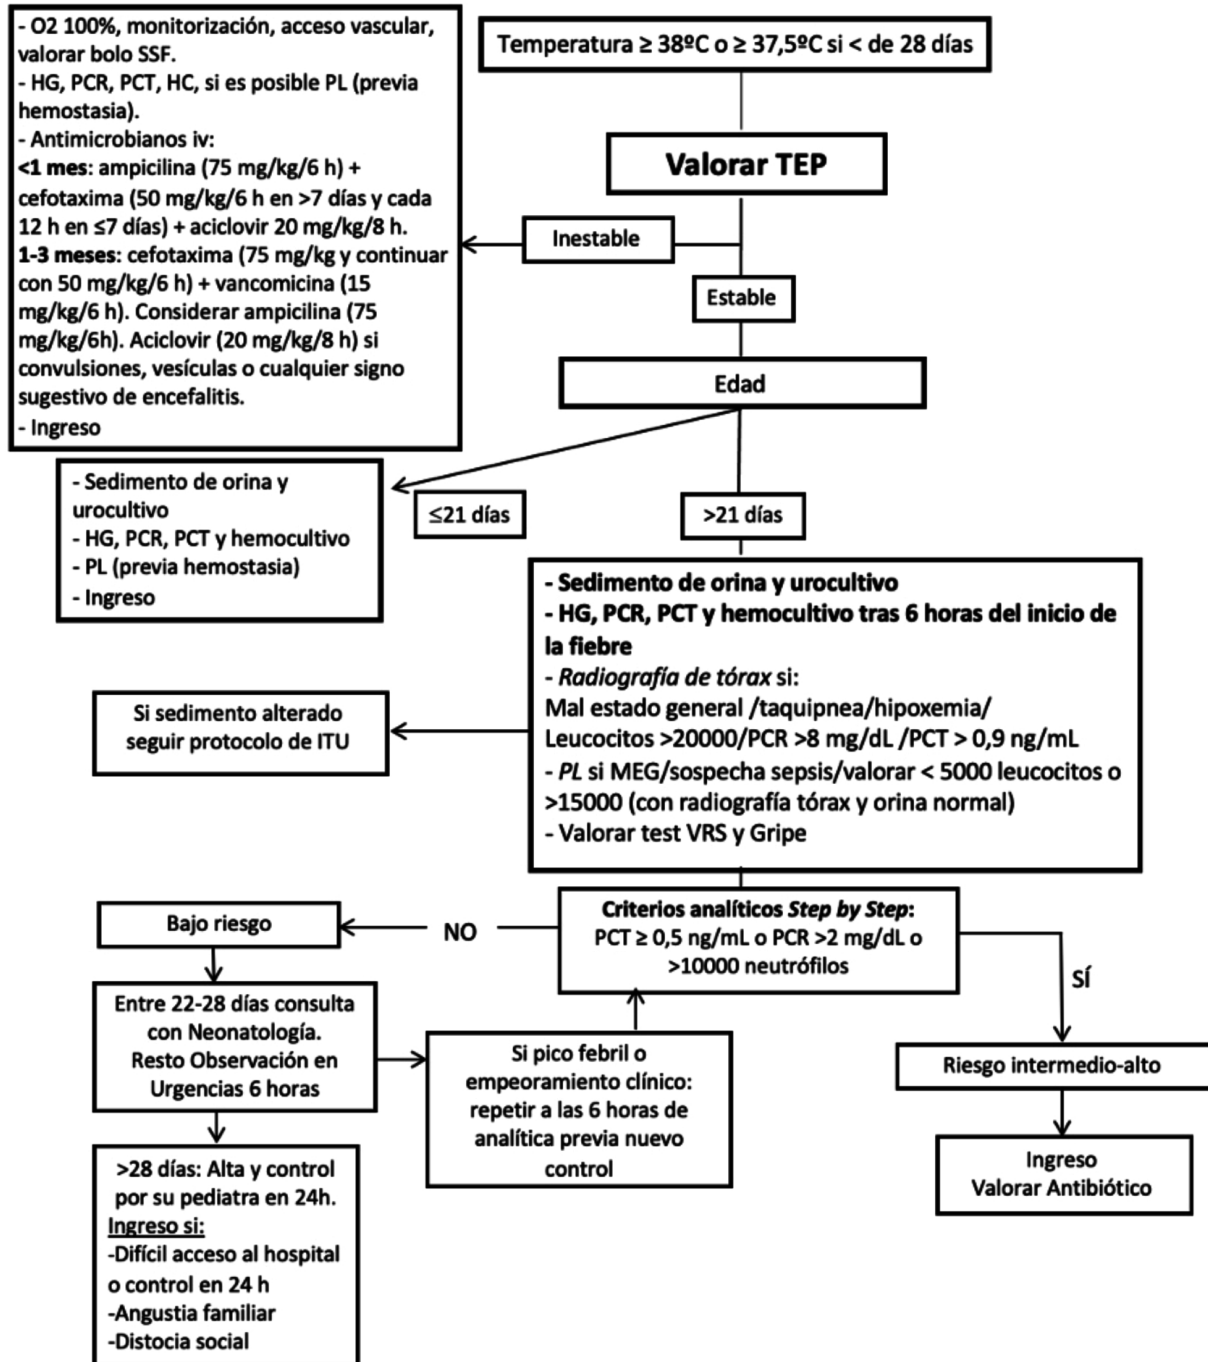 - O2 100%, monitorización, acceso vascular,
valorar bolo SSF.
- HG, PCR, PCT, HC, si es posible PL (previa
hemostasia).
- Antimicrobianos iv:
<1 mes: ampicilina (75 mg/kg/6 h) +
cefotaxima (50 mg/kg/6 h en >7 días y cada
12 h en ≤7 días) + aciclovir 20 mg/kg/8 h.
1-3 meses: cefotaxima (75 mg/kg y continuar
con 50 mg/kg/6 h) + vancomicina (15
mg/kg/6 h). Considerar ampicilina (75
mg/kg/6h). Aciclovir (20 mg/kg/8 h) si
convulsiones, vesículas o cualquier signo
sugestivo de encefalitis.
- Ingreso
Temperatura ≥ 38ºC o ≥ 37,5ºC si < de 28 días
Valorar TEP
Inestable
Estable
Edad
≤21 días
>21 días
- Sedimento de orina y
urocultivo
- HG, PCR, PCT y hemocultivo
- PL (previa hemostasia)
- Ingreso
- Sedimento de orina y urocultivo
- HG, PCR, PCT y hemocultivo tras 6 horas del inicio de
la fiebre
- Radiografía de tórax si:
Mal estado general /taquipnea/hipoxemia/
Leucocitos >20000/PCR >8 mg/dL /PCT > 0,9 ng/mL
- PL si MEG/sospecha sepsis/valorar < 5000 leucocitos o
>15000 (con radiografía tórax y orina normal)
- Valorar test VRS y Gripe
Si sedimento alterado
seguir protocolo de ITU
Criterios analíticos Step by Step:
PCT ≥ 0,5 ng/mL o PCR >2 mg/dL o
>10000 neutrófilos
NO
SÍ
Bajo riesgo
Entre 22-28 días consulta
con Neonatología.
Resto Observación en
Urgencias 6 horas
Si pico febril o
empeoramiento clínico:
repetir a las 6 horas de
analítica previa nuevo
control
>28 días: Alta y control
por su pediatra en 24h.
Ingreso si:
-Difícil acceso al hospital
o control en 24 h
-Angustia familiar
-Distocia social
Riesgo intermedio-alto
Ingreso
Valorar Antibiótico